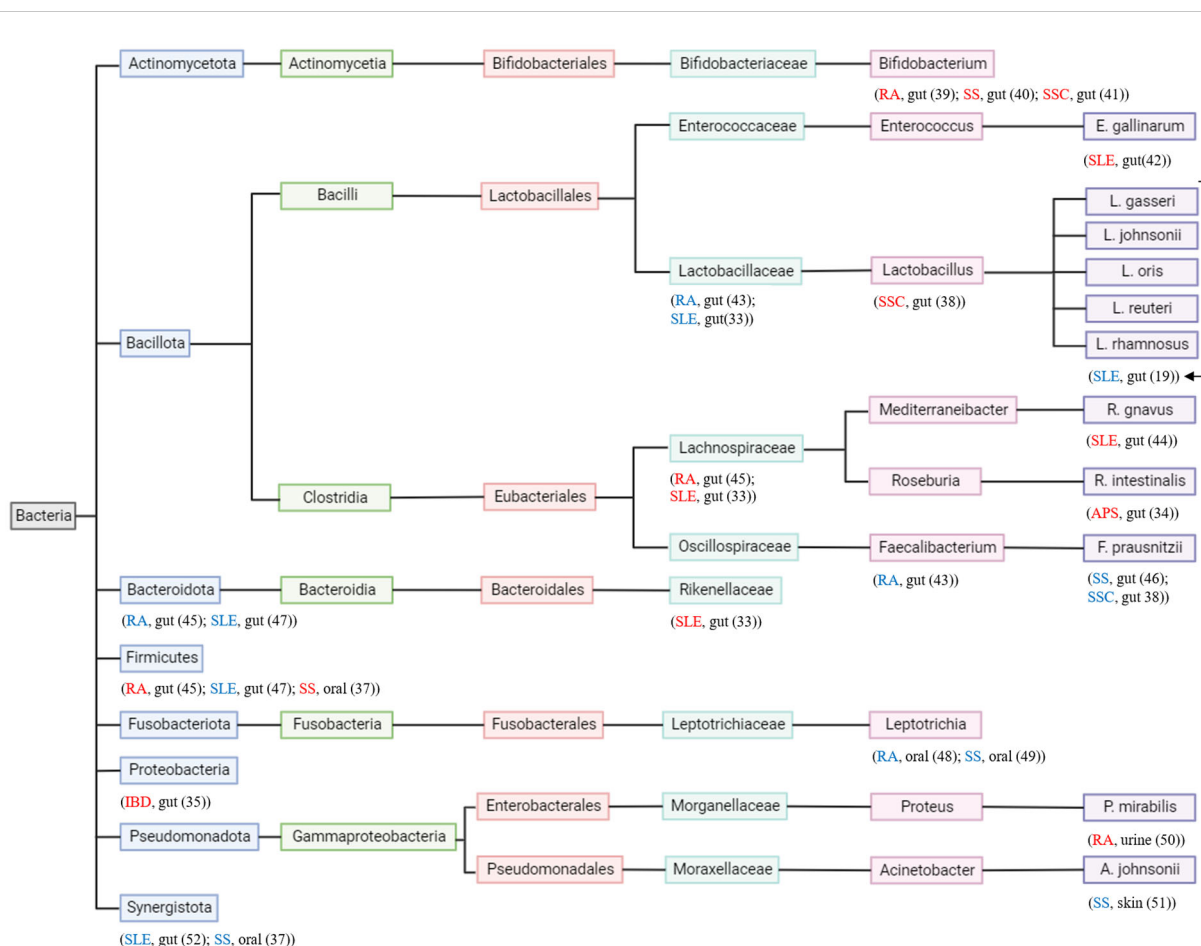 Actinomycetota Actinomycetia Bifidobacteriales Bifidobacteriaceae Bifidobacterium
(RA, gut (39); SS, gut (40); SSC, gut (41))
Enterococcaceae Enterococcus E. gallinarum
(SLE, gut(42))
Bacilli Lactobacillales
L. gasseri
L. johnsonii
Lactobacillaceae Lactobacillus L. oris
(RA, gut (43);
SLE, gut(33))
(SSC, gut (38))
L. reuteri
Bacillota
L. rhamnosus
(SLE, gut (19))
Mediterraneibacter R. gnavus
(SLE, gut (44))
Lachnospiraceae
(RA, gut (45);
SLE, gut (33))
Roseburia R. intestinalis
(APS, gut (34))
Clostridia Eubacteriales
Bacteria
Oscillospiraceae Faecalibacterium F. prausnitzii
(RA, gut (43))
(SS, gut (46);
SSC, gut 38))
Bacteroidota Bacteroidia Bacteroidales Rikenellaceae
(RA, gut (45); SLE, gut (47))
(SLE, gut (33))
Firmicutes
(RA, gut (45); SLE, gut (47); SS, oral (37))
Fusobacteriota Fusobacteria Fusobacterales Leptotrichiaceae Leptotrichia
(RA, oral (48); SS, oral (49))
Proteobacteria
(IBD, gut (35))
Enterobacterales Morganellaceae Proteus P. mirabilis
(RA, urine (50))
Pseudomonadota Gammaproteobacteria
Pseudomonadales Moraxellaceae Acinetobacter A. johnsonii
(SS, skin (51))
Synergistota
(SLE, gut (52); SS, oral (37))